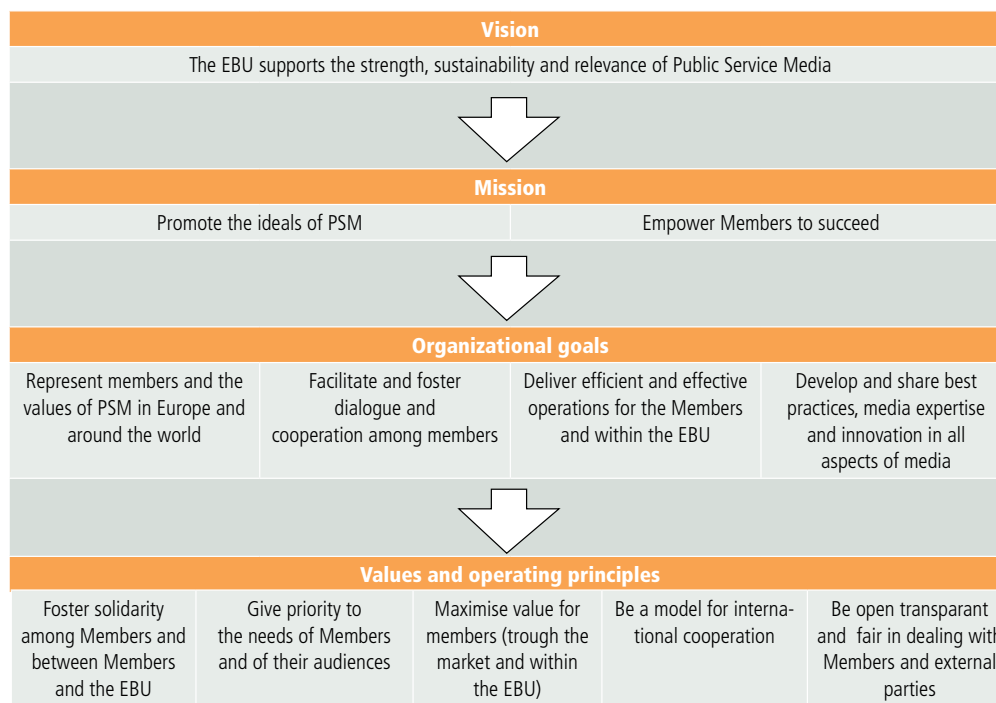 Vision
The EBU supports the strength, sustainability and relevance of Public Service Media
Mission
Promote the ideals of PSM
Empower Members to succeed
Organizational goals
Represent members and the
values of PSM in Europe and
around the world
Facilitate and foster
dialogue and
cooperation among members
Deliver efficient and effective
operations for the Members
and within the EBU
Develop and share best
practices, media expertise
and innovation in all
aspects of media
Values and operating principles
Foster solidarity
among Members and
between Members
and the EBU
Give priority to
the needs of Members
and of their audiences
Maximise value for
members (trough the
market and within
the EBU)
Be a model for interna-
tional cooperation
Be open transparant
and fair in dealing with
Members and external
parties